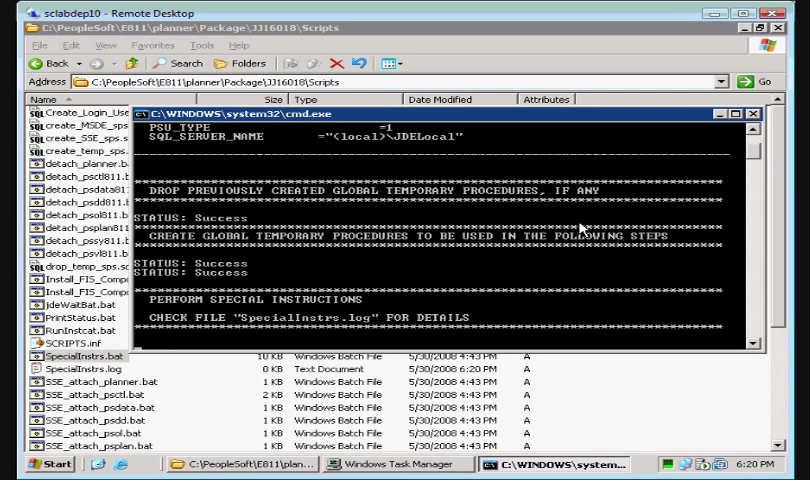 sclabdep10 - Remote Desktop
C:\PeopleSoft\E811\planner\Package\JJ16018\Scripts
File Edit View Favorites Tools Help
Back Search Folders
Address C:\PeopleSoft\E811\planner\Package\JJ16018\Scripts Go
Name Size Type Date Modified Attributes
Create_Login_Use
create_MSDE_sps.
create_SSE_sps.s
create_temp_sps.
detach_planner.b
detach_psctl811.
detach_psdata811
detach_psdd811.b
detach_psol811.b
detach_psplan811
detach_pssy811.b
detach_psvl811.b
drop_temp_sps.sc
Install_FIS_Compo
Install_FIS_Compo
jdeWaitBat.bat
PrintStatus.bat
RunInstcat.bat
SCRIPTS.inf
C:\WINDOWS\system32\cmd.exe
PSU_TYPE =1
SQL_SERVER_NAME ="(local)\JDELocal"
DROP PREVIOUSLY CREATED GLOBAL TEMPORARY PROCEDURES, IF ANY
STATUS: Success
CREATE GLOBAL TEMPORARY PROCEDURES TO BE USED IN THE FOLLOWING STEPS
STATUS: Success
STATUS: Success
PERFORM SPECIAL INSTRUCTIONS
CHECK FILE "SpecialInstrs.log" FOR DETAILS
SpecialInstrs.bat 10 KB Windows Batch File 5/30/2008 4:43 PM A
SpecialInstrs.log 0 KB Text Document 5/30/2008 6:20 PM A
SSE_attach_planner.bat 1 KB Windows Batch File 5/30/2008 4:43 PM A
SSE_attach_psctl.bat 2 KB Windows Batch File 5/30/2008 4:43 PM A
SSE_attach_psdata.bat 1 KB Windows Batch File 5/30/2008 4:43 PM A
SSE_attach_psdd.bat 1 KB Windows Batch File 5/30/2008 4:43 PM A
SSE_attach_psol.bat 1 KB Windows Batch File 5/30/2008 4:43 PM A
SSE_attach_psplan.bat 1 KB Windows Batch File 5/30/2008 4:43 PM A
Start C:\PeopleSoft\E811\plan... Windows Task Manager C:\WINDOWS\system... 6:20 PM